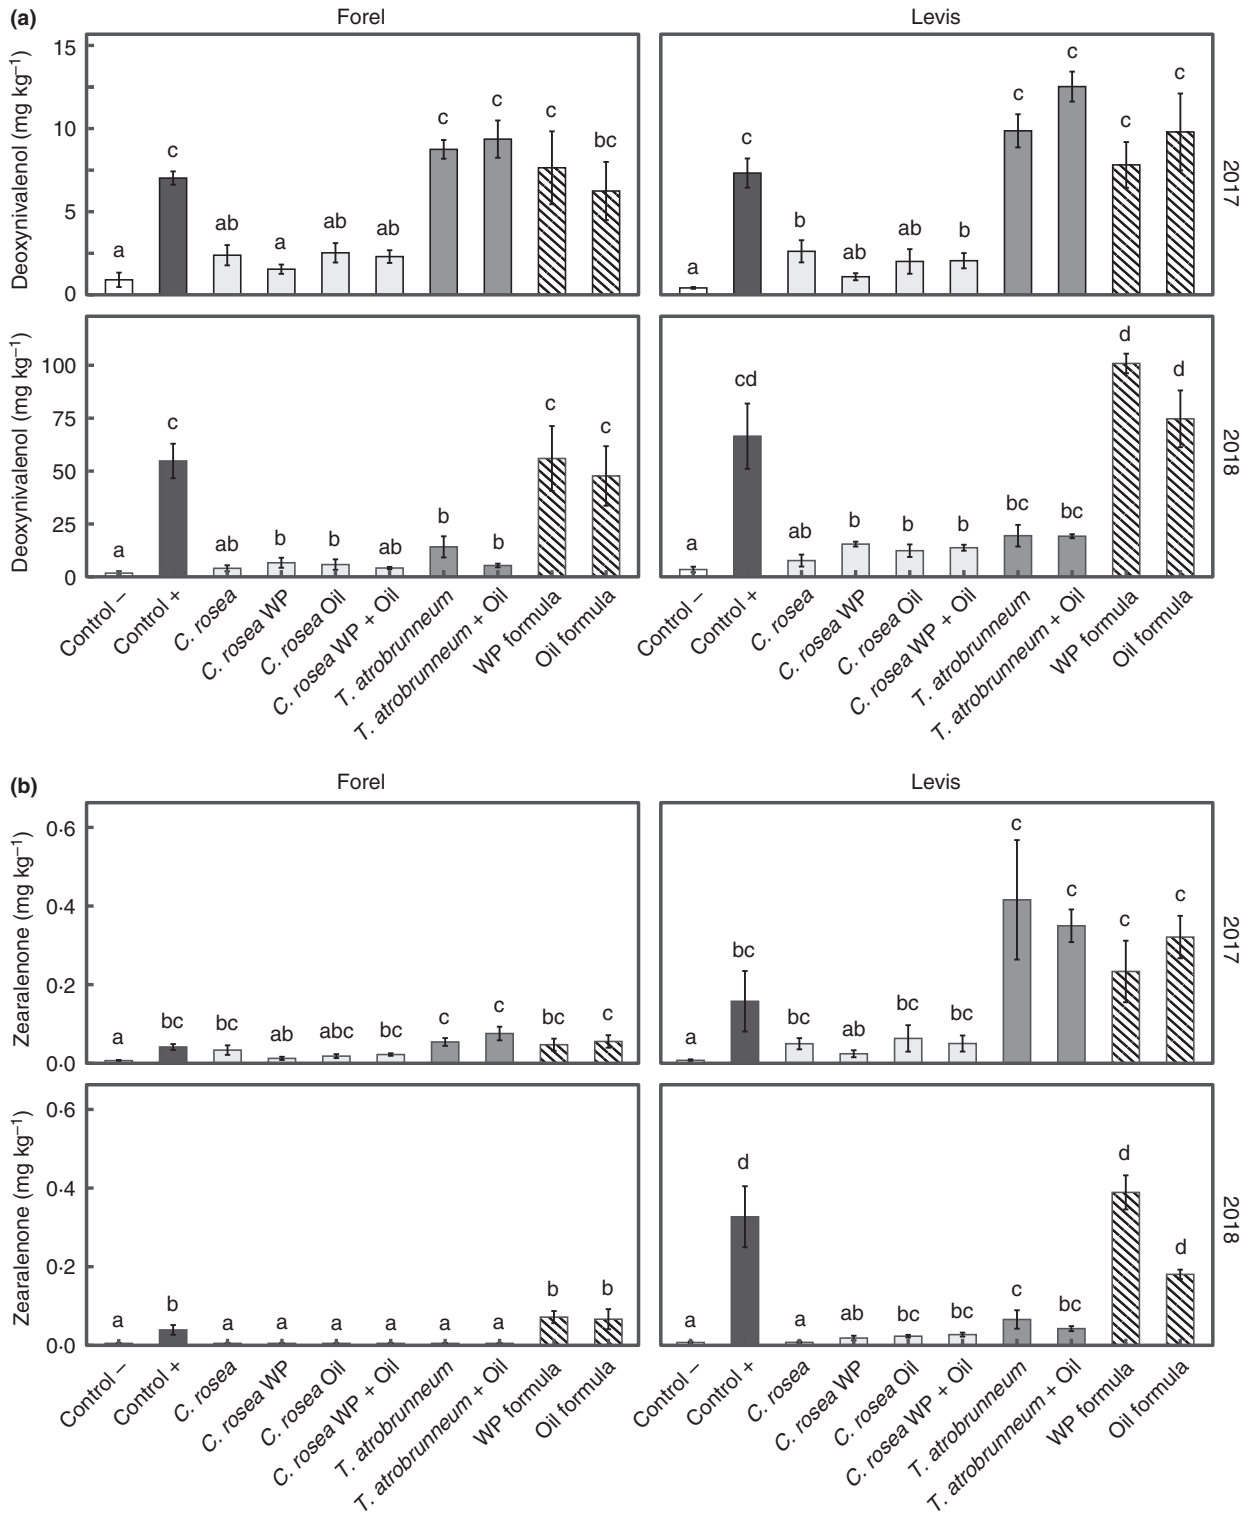 (a)
Forel
Levis
Deoxynivalenol (mg kg–1)
15
10
5
0
a
c
ab
a
ab
ab
c
c
c
bc
a
c
b
ab
ab
b
c
c
c
c
2017
Deoxynivalenol (mg kg–1)
100
75
50
25
0
a
c
ab
b
b
ab
b
b
c
c
a
cd
ab
b
b
b
bc
bc
d
d
2018
Control –
Control +
C. rosea
C. rosea WP
C. rosea Oil
C. rosea WP + Oil
T. atrobrunneum
T. atrobrunneum + Oil
WP formula
Oil formula
Control –
Control +
C. rosea
C. rosea WP
C. rosea Oil
C. rosea WP + Oil
T. atrobrunneum
T. atrobrunneum + Oil
WP formula
Oil formula
(b)
Forel
Levis
Zearalenone (mg kg–1)
0·6
0·4
0·2
0·0
a
bc
bc
ab
abc
bc
c
c
bc
c
a
bc
bc
ab
bc
bc
c
c
c
c
2017
Zearalenone (mg kg–1)
0·6
0·4
0·2
0·0
a
b
a
a
a
a
a
a
b
b
a
d
a
ab
bc
bc
c
bc
d
d
2018
Control –
Control +
C. rosea
C. rosea WP
C. rosea Oil
C. rosea WP + Oil
T. atrobrunneum
T. atrobrunneum + Oil
WP formula
Oil formula
Control –
Control +
C. rosea
C. rosea WP
C. rosea Oil
C. rosea WP + Oil
T. atrobrunneum
T. atrobrunneum + Oil
WP formula
Oil formula